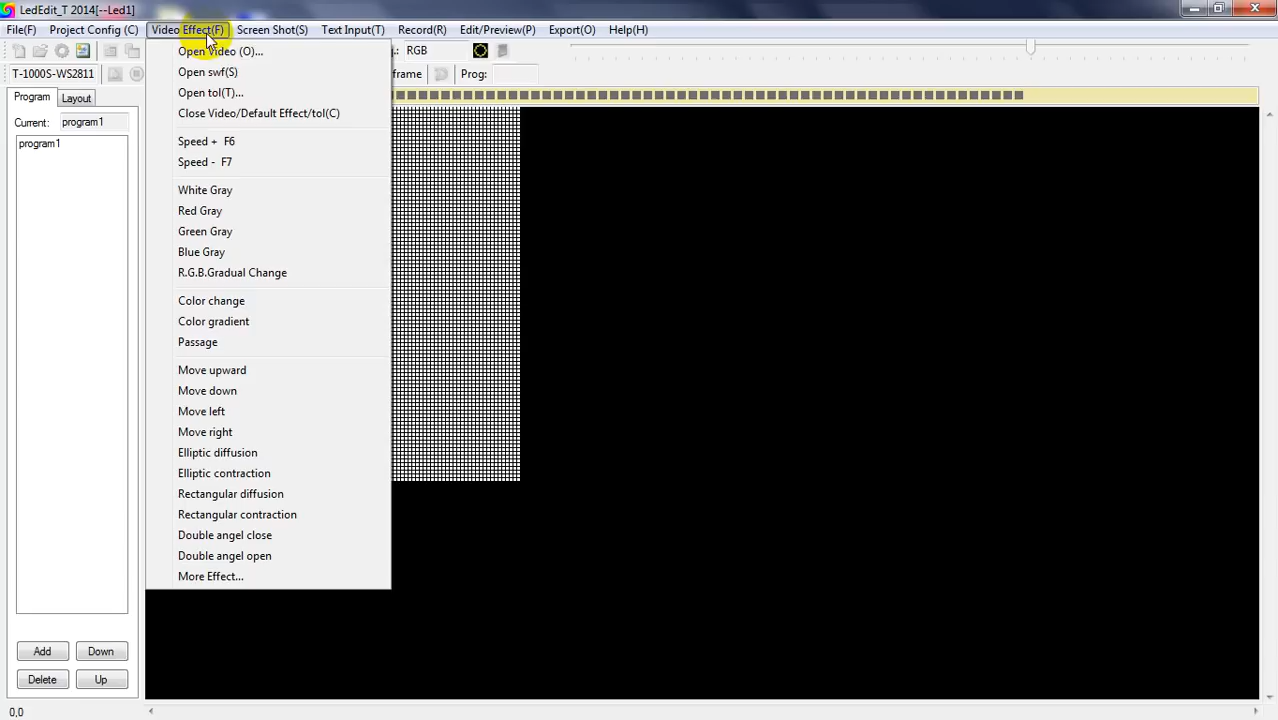 LedEdit_T 2014[--Led1]
File(F) Project Config (C) Video Effect(F) Screen Shot(S) Text Input(T) Record(R) Edit/Preview(P) Export(O) Help(H)
RGB
T-1000S-WS2811 frame Prog:
Program Layout
Current: program1
program1
Open Video (O)...
Open swf(S)
Open tol(T)...
Close Video/Default Effect/tol(C)
Speed + F6
Speed - F7
White Gray
Red Gray
Green Gray
Blue Gray
R.G.B.Gradual Change
Color change
Color gradient
Passage
Move upward
Move down
Move left
Move right
Elliptic diffusion
Elliptic contraction
Rectangular diffusion
Rectangular contraction
Double angel close
Double angel open
More Effect...
Add Down
Delete Up
0,0